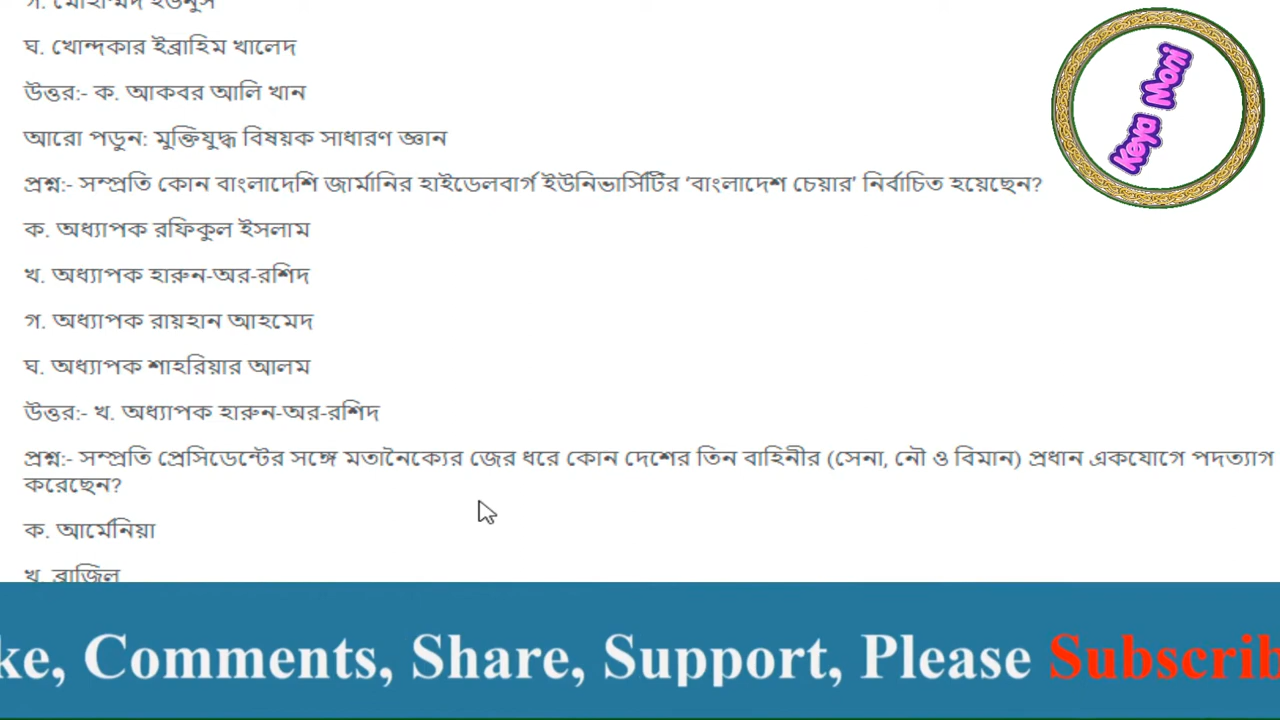 গ. মোহাম্মদ ইউনুস
ঘ. খোন্দকার ইব্রাহিম খালেদ
উত্তর:- ক. আকবর আলি খান
আরো পড়ুন: মুক্তিযুদ্ধ বিষয়ক সাধারণ জ্ঞান
প্রশ্ন:- সম্প্রতি কোন বাংলাদেশি জার্মানির হাইডেলবার্গ ইউনিভার্সিটির ‘বাংলাদেশ চেয়ার’ নির্বাচিত হয়েছেন?
ক. অধ্যাপক রফিকুল ইসলাম
খ. অধ্যাপক হারুন-অর-রশিদ
গ. অধ্যাপক রায়হান আহমেদ
ঘ. অধ্যাপক শাহরিয়ার আলম
উত্তর:- খ. অধ্যাপক হারুন-অর-রশিদ
প্রশ্ন:- সম্প্রতি প্রেসিডেন্টের সঙ্গে মতানৈক্যের জের ধরে কোন দেশের তিন বাহিনীর (সেনা, নৌ ও বিমান) প্রধান একযোগে পদত্যাগ
করেছেন?
ক. আর্মেনিয়া
খ. ব্রাজিল
Keya Moni
ke, Comments, Share, Support, Please Subscrib